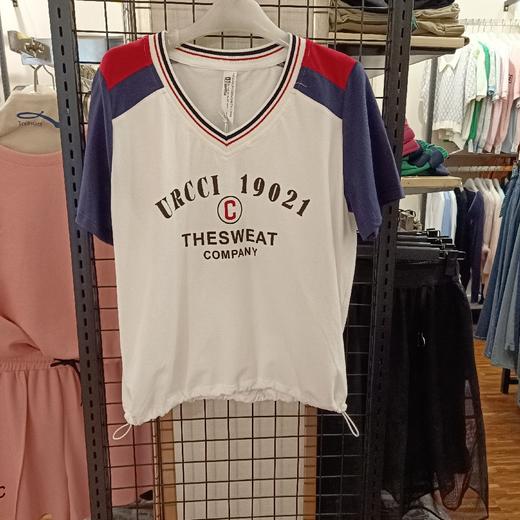 URCCI 19021
C
THESWEAT
COMPANY